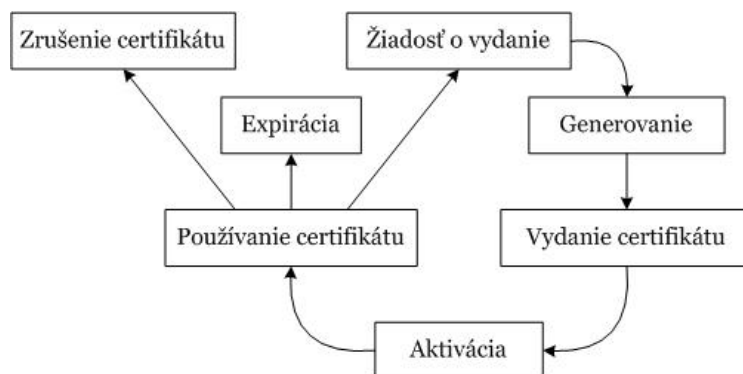 Zrušenie certifikátu
Žiadosť o vydanie
Expirácia
Generovanie
Používanie certifikátu
Vydanie certifikátu
Aktivácia